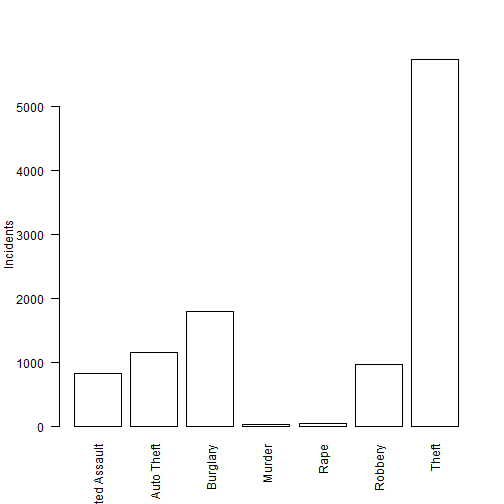 Incidents
5000
4000
3000
2000
1000
0
ted Assault
Auto Theft
Burglary
Murder
Rape
Robbery
Theft